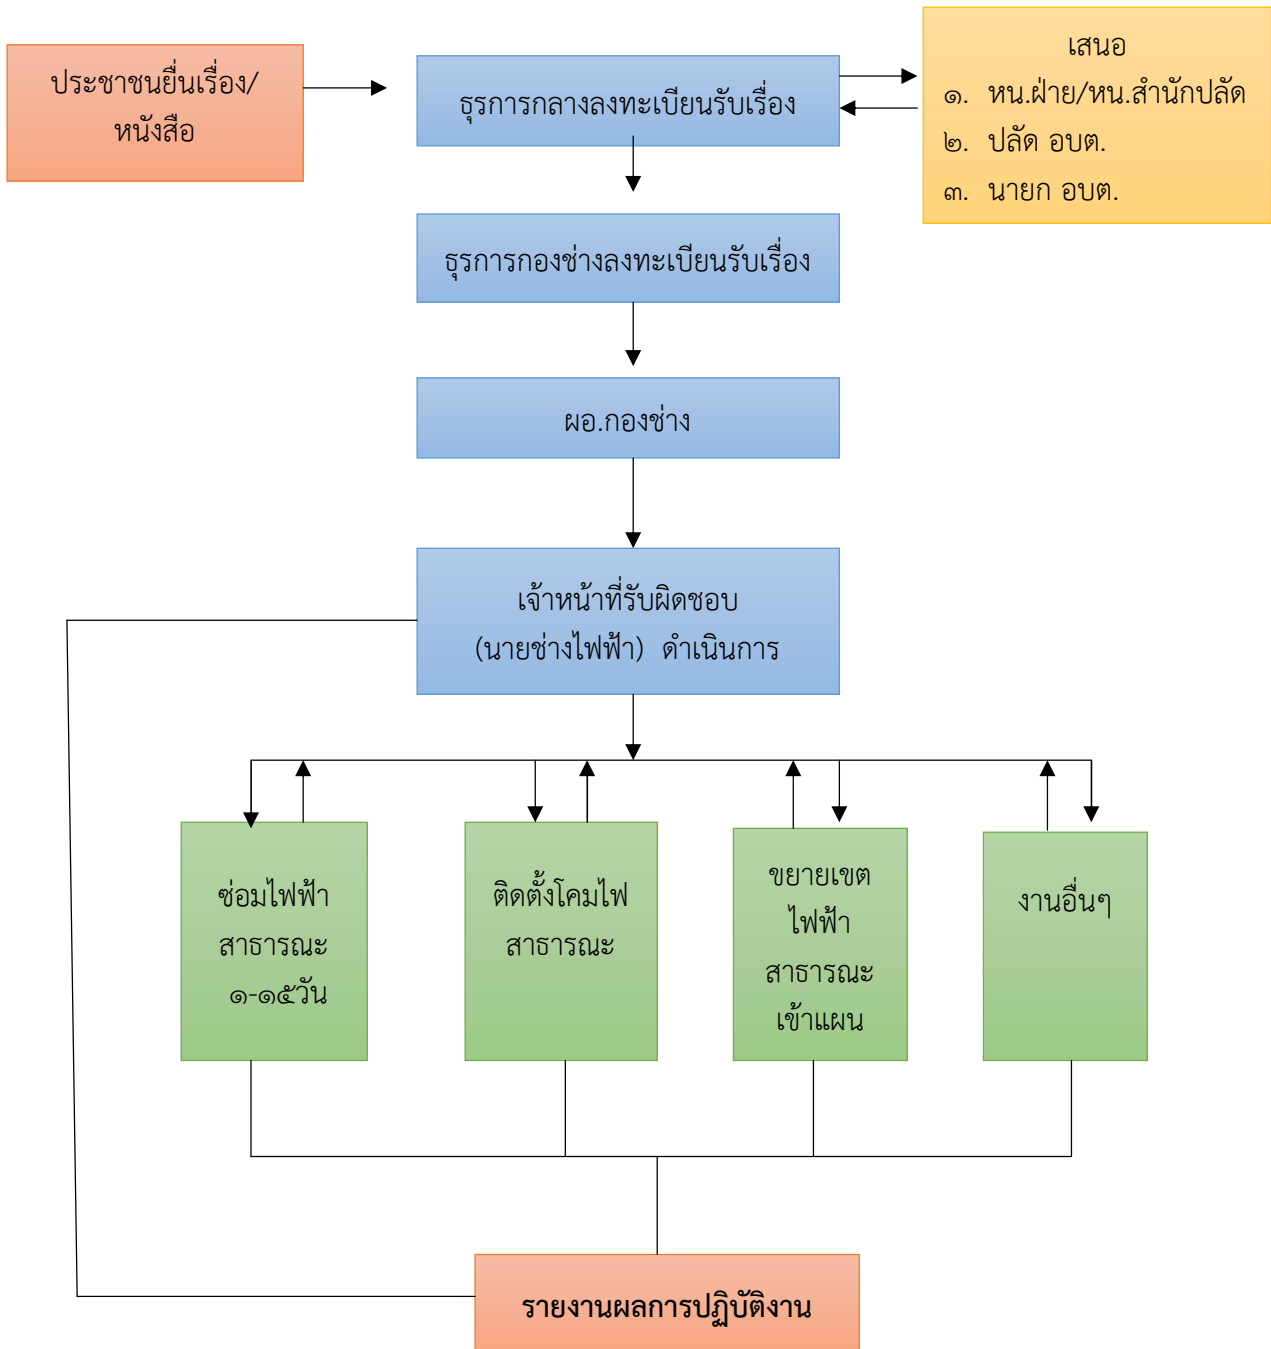 ประชาชนยื่นเรื่อง/
หนังสือ
ธุรการกลางลงทะเบียนรับเรื่อง
เสนอ
๑. หน.ฝ่าย/หน.สำนักปลัด
๒. ปลัด อบต.
๓. นายก อบต.
ธุรการกองช่างลงทะเบียนรับเรื่อง
ผอ.กองช่าง
เจ้าหน้าที่รับผิดชอบ
(นายช่างไฟฟ้า) ดำเนินการ
ซ่อมไฟฟ้า
สาธารณะ
๑-๑๕วัน
ติดตั้งโคมไฟ
สาธารณะ
ขยายเขต
ไฟฟ้า
สาธารณะ
เข้าแผน
งานอื่นๆ
รายงานผลการปฏิบัติงาน